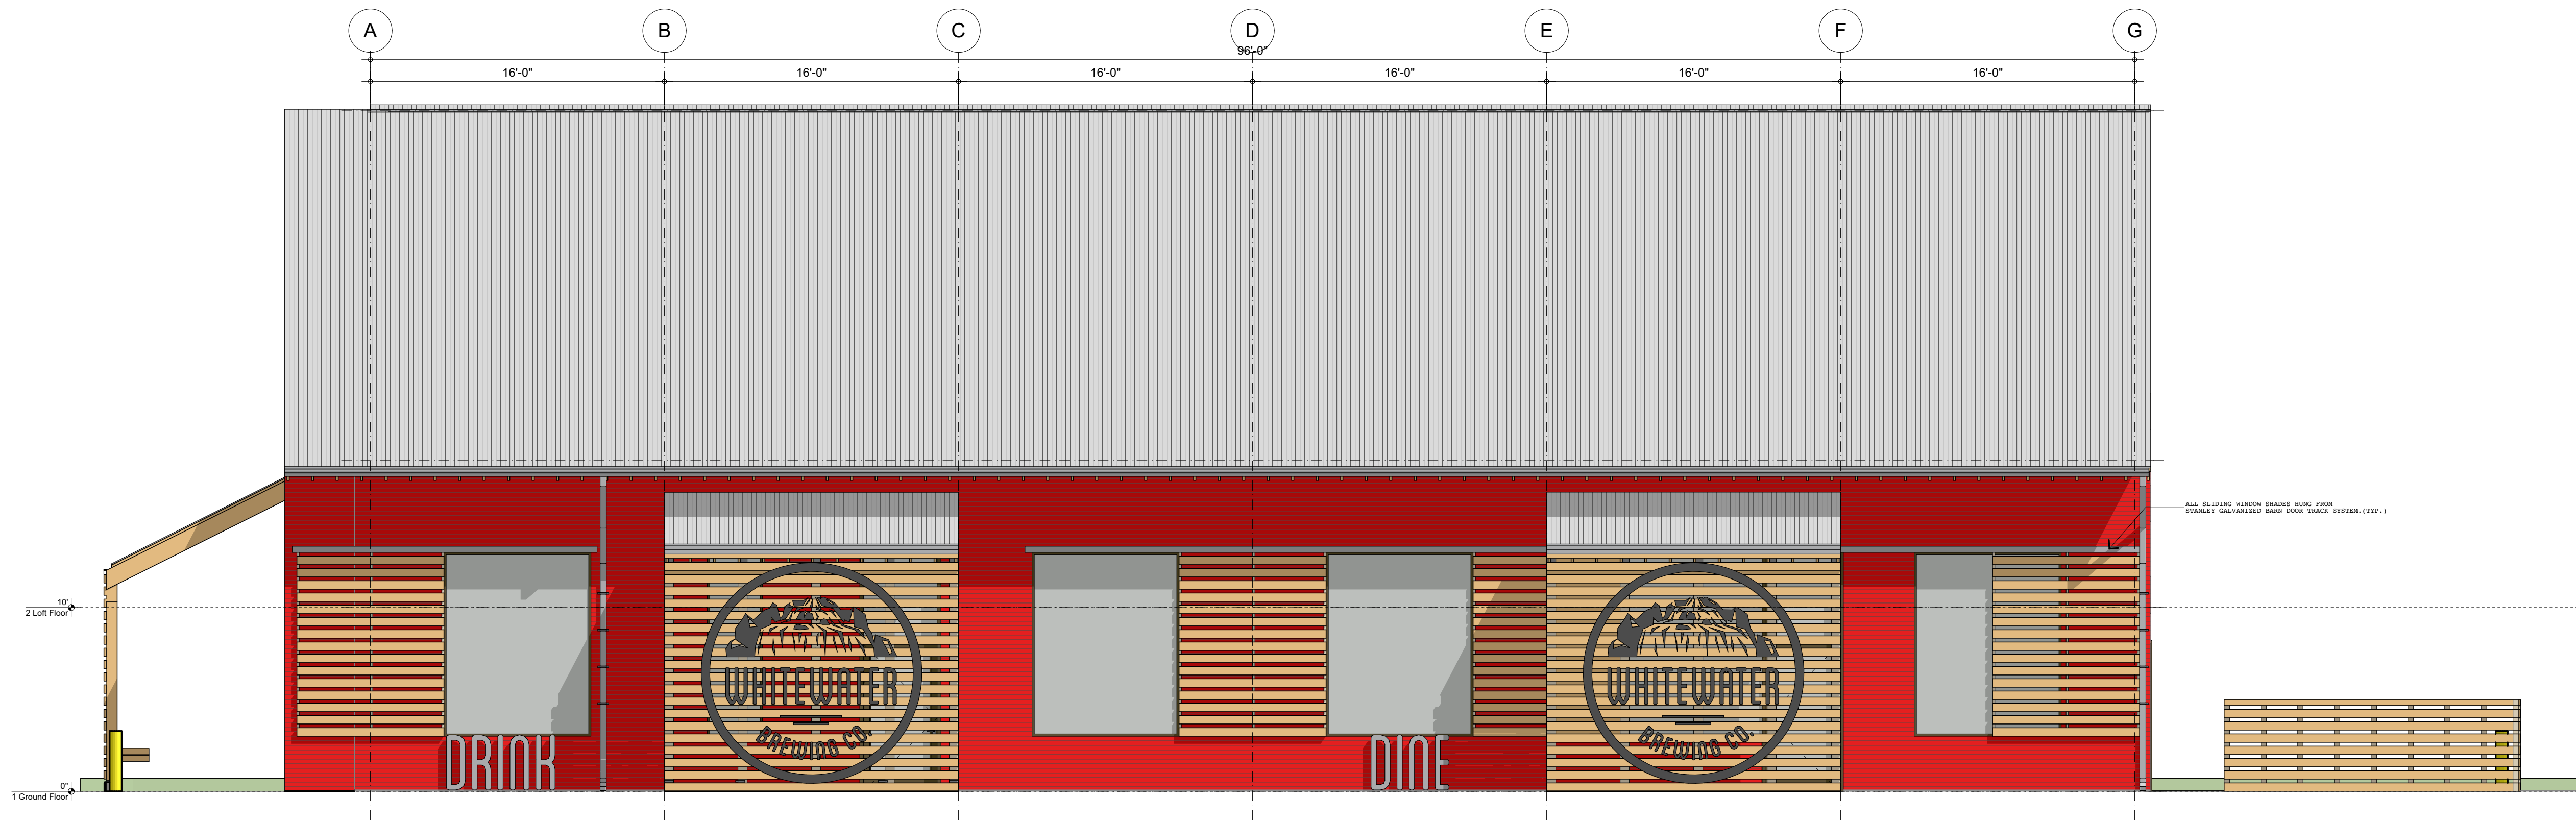 A B C D E F G
96'-0"
16'-0" 16'-0" 16'-0" 16'-0" 16'-0" 16'-0"
ALL SLIDING WINDOW SHADES HUNG FROM
STANLEY GALVANIZED BARN DOOR TRACK SYSTEM.(TYP.)
10'
2 Loft Floor
WHITEWATER
BREWING CO.
WHITEWATER
BREWING CO.
DRINK
DINE
0"
1 Ground Floor